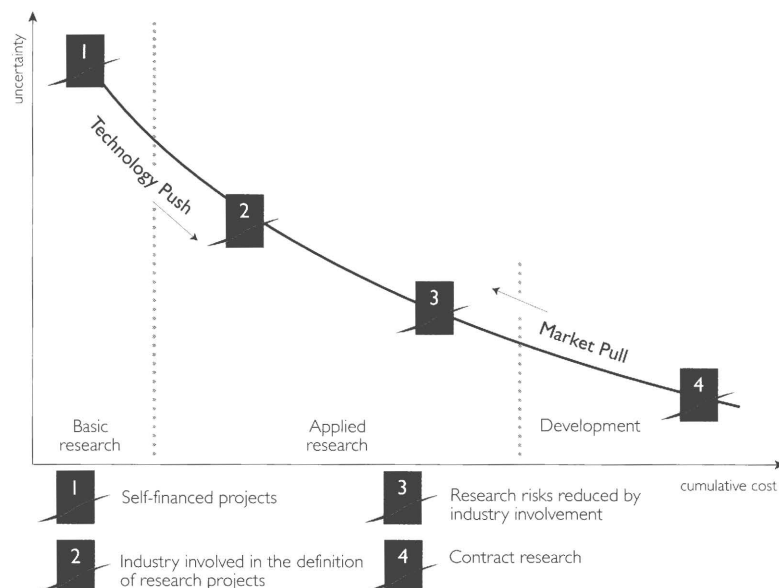 uncertainty
1
Technology Push
2
3
Market Pull
4
Basic
research
Applied
research
Development
cumulative cost
1
Self-financed projects
3
Research risks reduced by
industry involvement
2
Industry involved in the definition
of research projects
4
Contract research